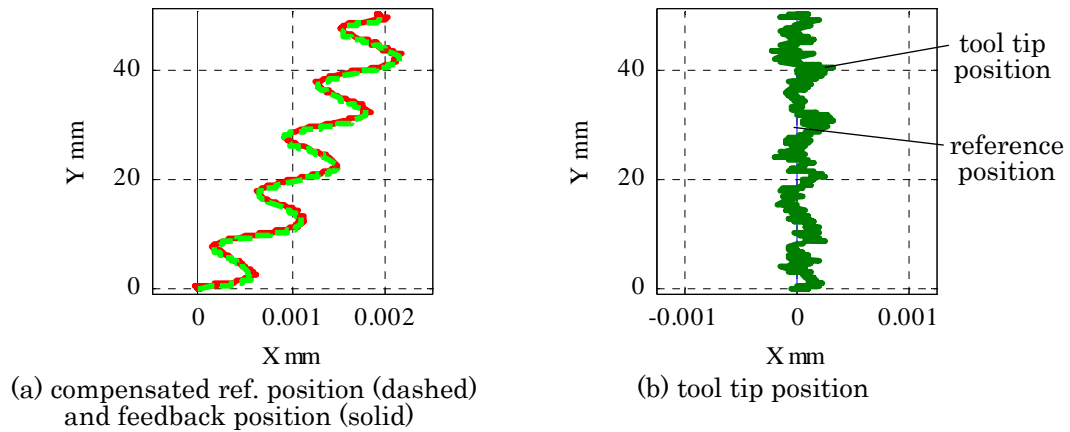 Y mm
40
20
0
0
0.001
0.002
X mm
(a) compensated ref. position (dashed)
and feedback position (solid)
Y mm
40
20
0
-0.001
0
0.001
X mm
tool tip
position
reference
position
(b) tool tip position